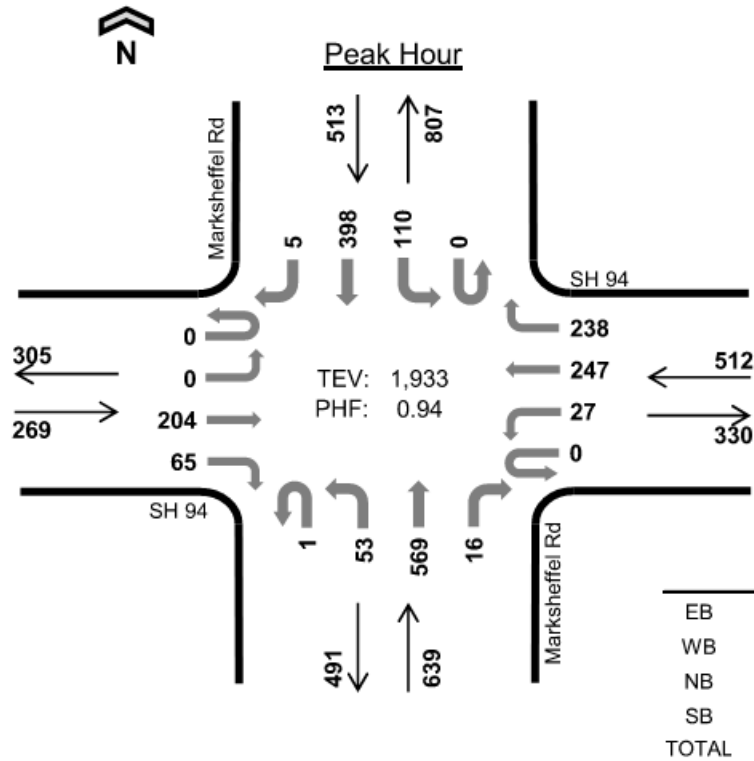 N
Peak Hour
Marksheffel Rd
513
807
5
398
110
0
SH 94
0
238
305
0
TEV: 1,933
247
512
PHF: 0.94
269
204
27
330
65
0
SH 94
1
53
569
16
Marksheffel Rd
491
639
EB
WB
NB
SB
TOTAL